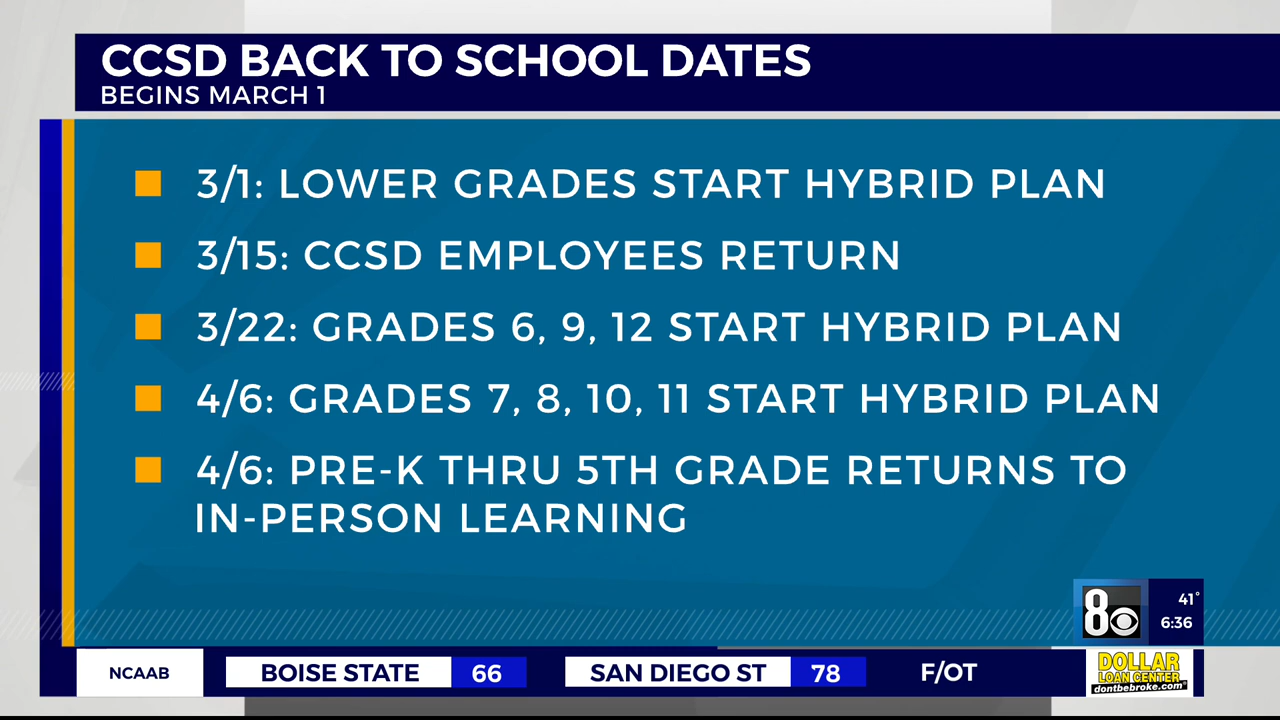 CCSD BACK TO SCHOOL DATES
BEGINS MARCH 1
3/1: LOWER GRADES START HYBRID PLAN
3/15: CCSD EMPLOYEES RETURN
3/22: GRADES 6, 9, 12 START HYBRID PLAN
4/6: GRADES 7, 8, 10, 11 START HYBRID PLAN
4/6: PRE-K THRU 5TH GRADE RETURNS TO
IN-PERSON LEARNING
8
41°
6:36
NCAAB BOISE STATE 66 SAN DIEGO ST 78 F/OT
DOLLAR
LOAN CENTER
dontbebroke.com